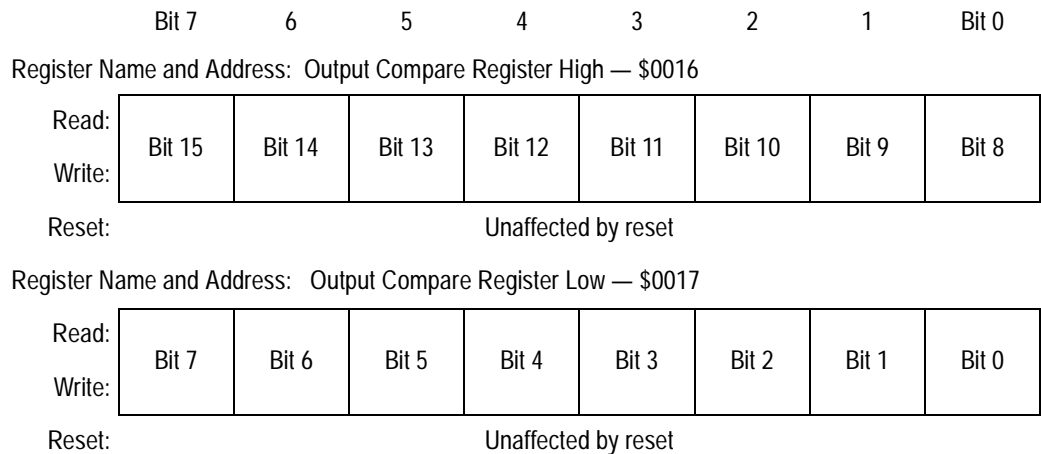 Bit 7 6 5 4 3 2 1 Bit 0
Register Name and Address: Output Compare Register High — $0016
Read:
Bit 15 Bit 14 Bit 13 Bit 12 Bit 11 Bit 10 Bit 9 Bit 8
Write:
Reset: Unaffected by reset
Register Name and Address: Output Compare Register Low — $0017
Read:
Bit 7 Bit 6 Bit 5 Bit 4 Bit 3 Bit 2 Bit 1 Bit 0
Write:
Reset: Unaffected by reset